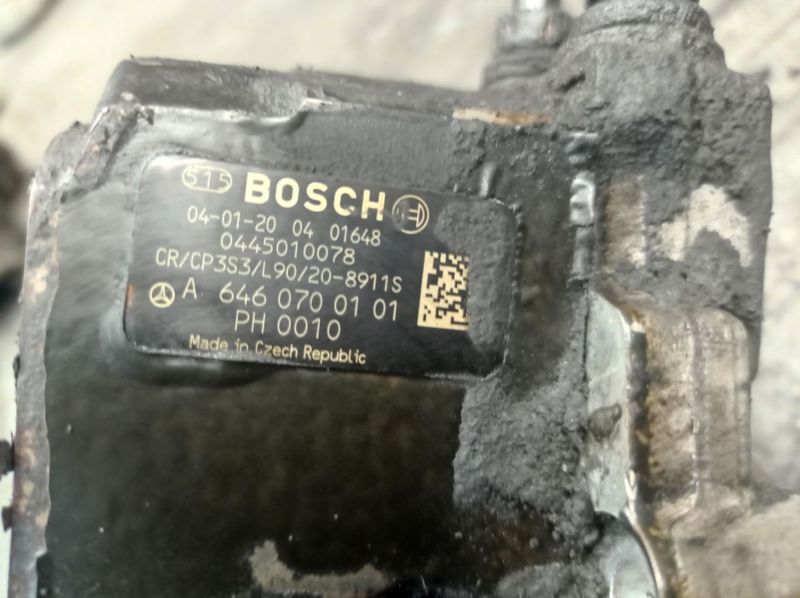 515 BOSCH
04-01-20 04 01648
0445010078
CR/CP3S3/L90/20-8911S
A 646 070 01 01
PH 0010
Made in Czech Republic